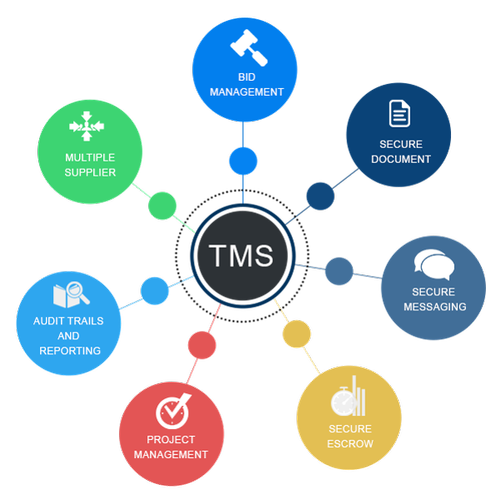 BID
MANAGEMENT
SECURE
DOCUMENT
MULTIPLE
SUPPLIER
TMS
SECURE
MESSAGING
AUDIT TRAILS
AND
REPORTING
SECURE
ESCROW
PROJECT
MANAGEMENT